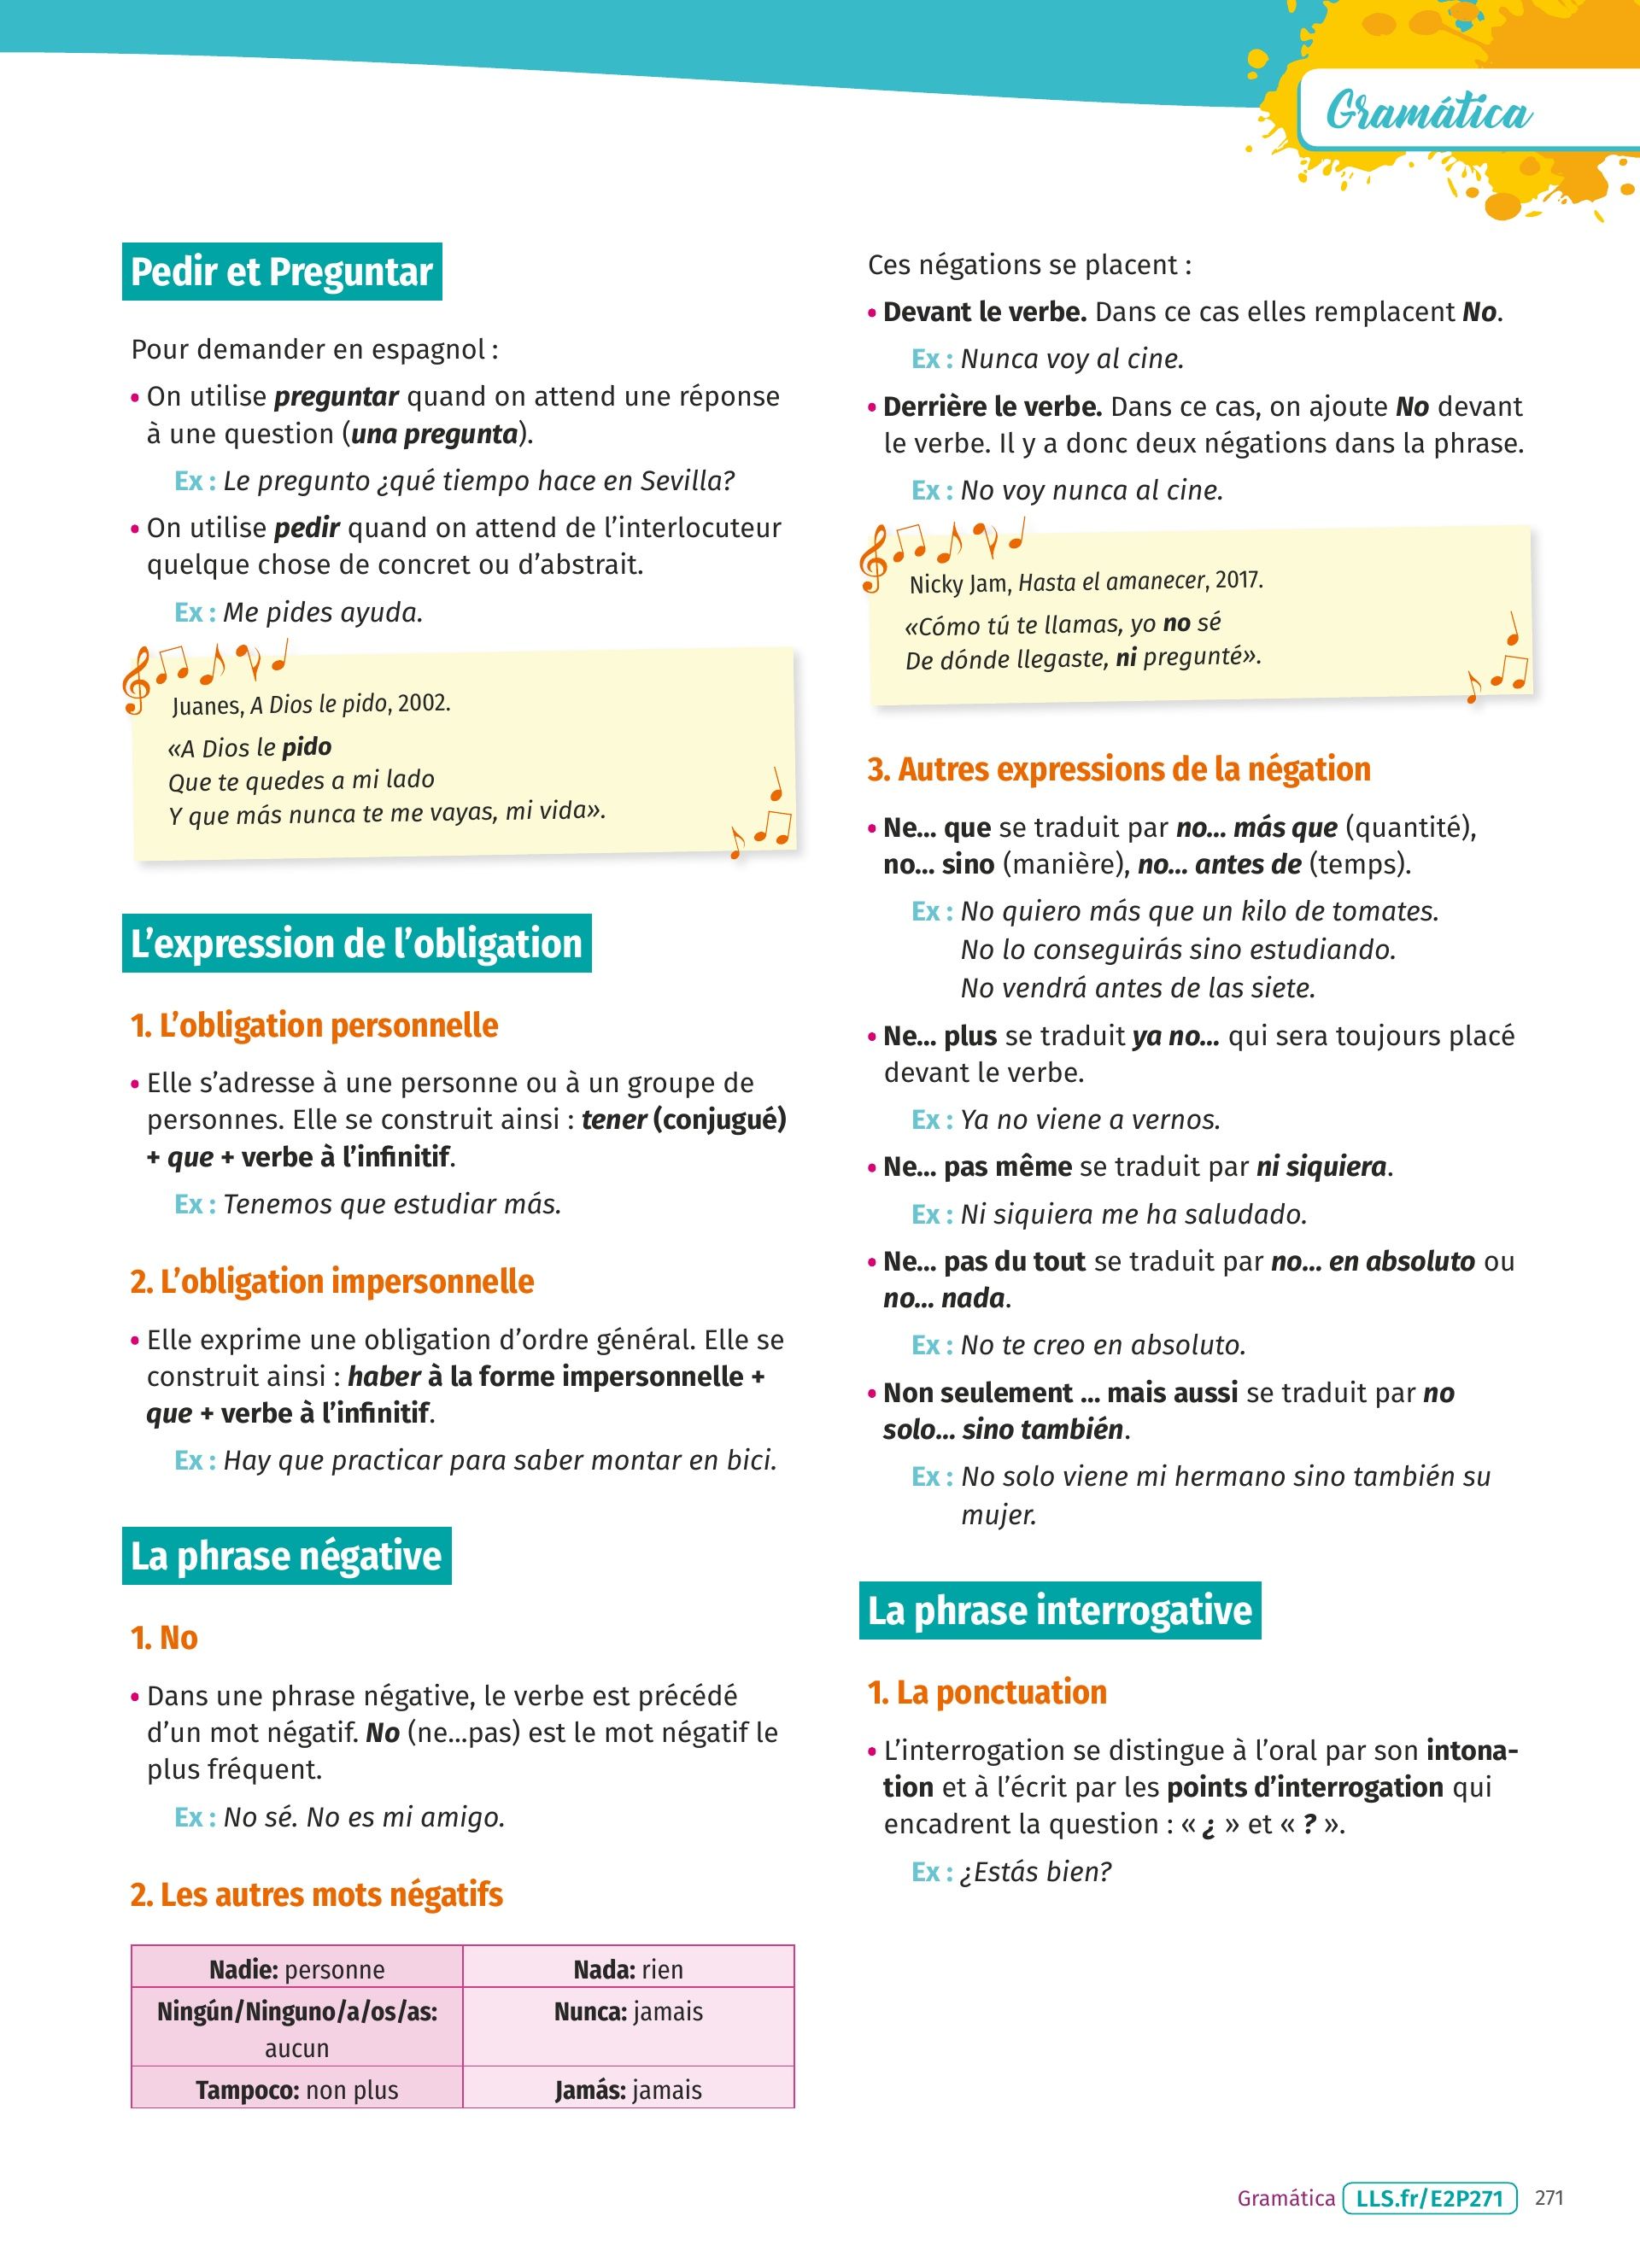 Gramática
Pedir et Preguntar
Pour demander en espagnol :
• On utilise preguntar quand on attend une réponse
à une question (una pregunta).
Ex : Le pregunto ¿qué tiempo hace en Sevilla?
• On utilise pedir quand on attend de l’interlocuteur
quelque chose de concret ou d’abstrait.
Ex : Me pides ayuda.
Juanes, A Dios le pido, 2002.
«A Dios le pido
Que te quedes a mi lado
Y que más nunca te me vayas, mi vida».
L’expression de l’obligation
1. L’obligation personnelle
• Elle s’adresse à une personne ou à un groupe de
personnes. Elle se construit ainsi : tener (conjugué)
+ que + verbe à l’infinitif.
Ex : Tenemos que estudiar más.
2. L’obligation impersonnelle
• Elle exprime une obligation d’ordre général. Elle se
construit ainsi : haber à la forme impersonnelle +
que + verbe à l’infinitif.
Ex : Hay que practicar para saber montar en bici.
La phrase négative
1. No
• Dans une phrase négative, le verbe est précédé
d’un mot négatif. No (ne...pas) est le mot négatif le
plus fréquent.
Ex : No sé. No es mi amigo.
2. Les autres mots négatifs
Nadie: personne
Nada: rien
Ningún/Ninguno/a/os/as:
aucun
Nunca: jamais
Tampoco: non plus
Jamás: jamais
Ces négations se placent :
• Devant le verbe. Dans ce cas elles remplacent No.
Ex : Nunca voy al cine.
• Derrière le verbe. Dans ce cas, on ajoute No devant
le verbe. Il y a donc deux négations dans la phrase.
Ex : No voy nunca al cine.
Nicky Jam, Hasta el amanecer, 2017.
«Cómo tú te llamas, yo no sé
De dónde llegaste, ni pregunté».
3. Autres expressions de la négation
• Ne... que se traduit par no... más que (quantité),
no... sino (manière), no... antes de (temps).
Ex : No quiero más que un kilo de tomates.
No lo conseguirás sino estudiando.
No vendrá antes de las siete.
• Ne... plus se traduit ya no... qui sera toujours placé
devant le verbe.
Ex : Ya no viene a vernos.
• Ne... pas même se traduit par ni siquiera.
Ex : Ni siquiera me ha saludado.
• Ne... pas du tout se traduit par no... en absoluto ou
no... nada.
Ex : No te creo en absoluto.
• Non seulement ... mais aussi se traduit par no
solo... sino también.
Ex : No solo viene mi hermano sino también su
mujer.
La phrase interrogative
1. La ponctuation
• L’interrogation se distingue à l’oral par son intona-
tion et à l’écrit par les points d’interrogation qui
encadrent la question : « ¿ » et « ? ».
Ex : ¿Estás bien?
Gramática LLS.fr/E2P271 271